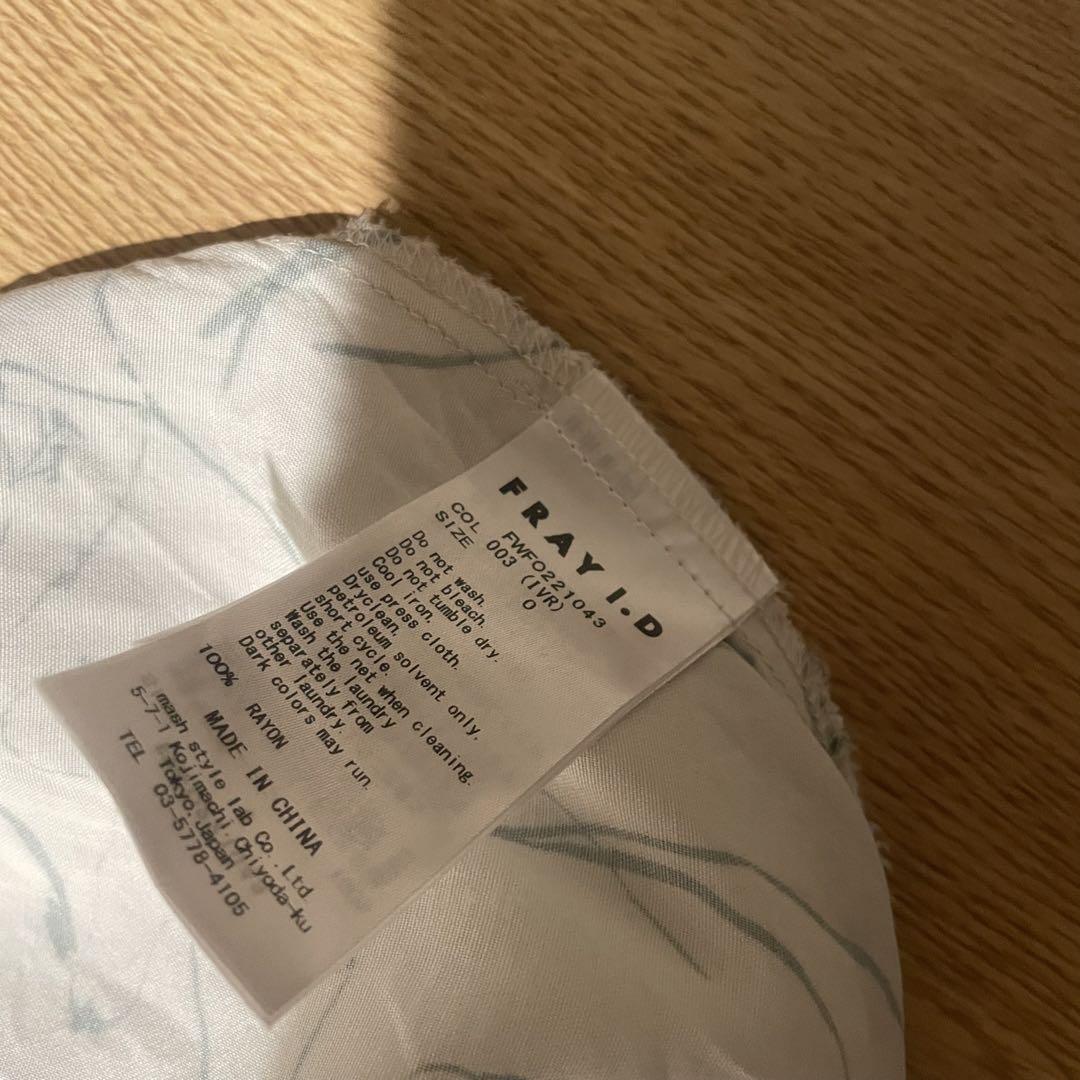 FRAY I.D
FWFO221043
COL 003 (IVR)
SIZE 0
Do not wash.
Do not bleach.
Do not tumble dry.
Cool iron.
use press cloth.
Dryclean,
petroleum solvent only.
short cycle.
Use the net when cleaning.
Wash the laundry
separately from
other laundry.
Dark colors may run.
100% RAYON
MADE IN CHINA
mash style lab Co.,Ltd
5-7-1 Kojimachi,Chiyoda-ku
Tokyo,Japan
TEL 03-5778-4105